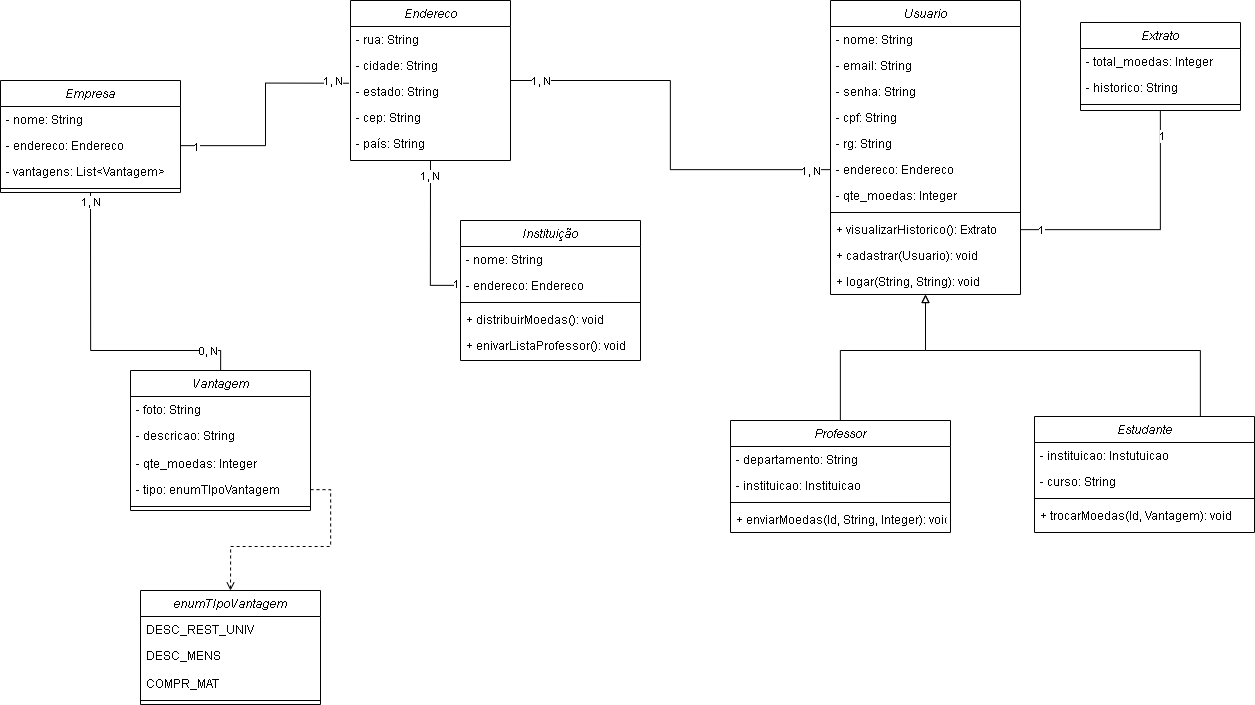 Endereco
- rua: String
- cidade: String
- estado: String
- cep: String
- país: String
Usuario
- nome: String
- email: String
- senha: String
- cpf: String
- rg: String
- endereco: Endereco
- qte_moedas: Integer
+ visualizarHistorico(): Extrato
+ cadastrar(Usuario): void
+ logar(String, String): void
Extrato
- total_moedas: Integer
- historico: String
Empresa
- nome: String
- endereco: Endereco
- vantagens: List<Vantagem>
1
1, N
1, N
1, N
1
1
1, N
1
1, N
0, N
Instituição
- nome: String
- endereco: Endereco
+ distribuirMoedas(): void
+ enivarListaProfessor(): void
Vantagem
- foto: String
- descricao: String
- qte_moedas: Integer
- tipo: enumTIpoVantagem
Professor
- departamento: String
- instituicao: Instituicao
+ enviarMoedas(Id, String, Integer): voic
Estudante
- instituicao: Instutuicao
- curso: String
+ trocarMoedas(Id, Vantagem): void
enumTIpoVantagem
DESC_REST_UNIV
DESC_MENS
COMPR_MAT